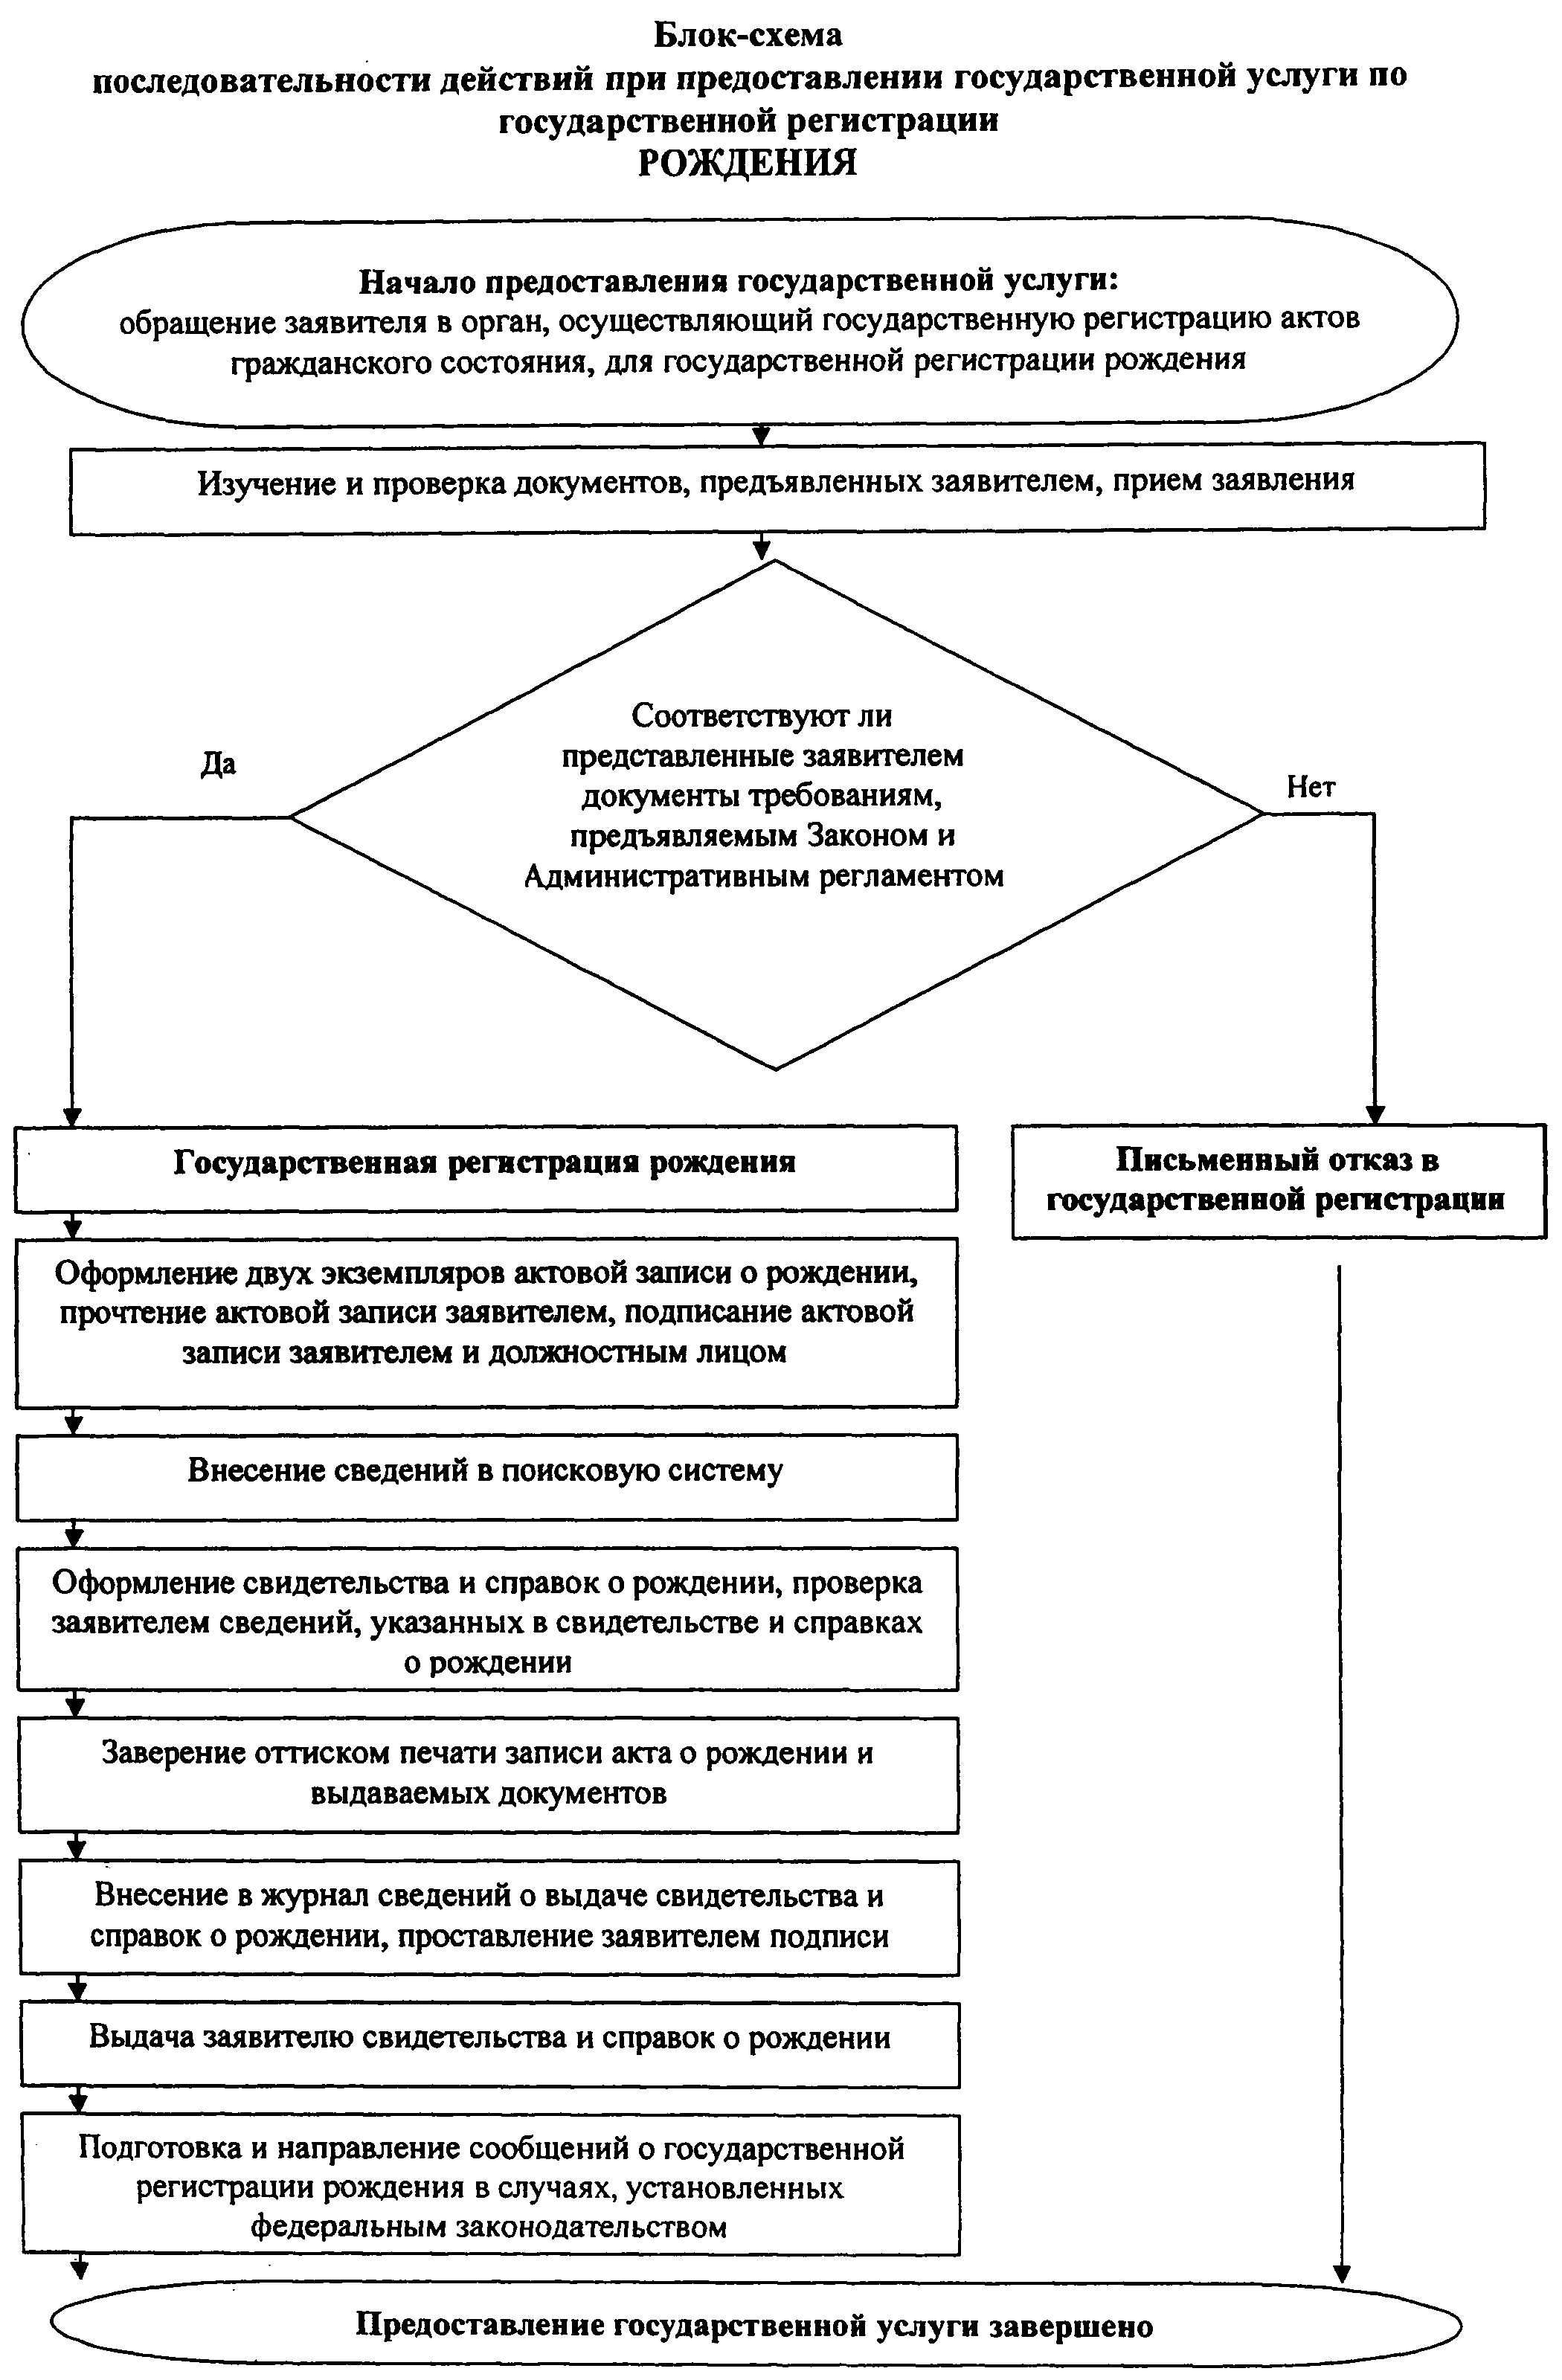 Блок-схема
последовательности действий при предоставлении государственной услуги по
государственной регистрации
РОЖДЕНИЯ
Начало предоставления государственной услуги:
обращение заявителя в орган, осуществляющий государственную регистрацию актов
гражданского состояния, для государственной регистрации рождения
Изучение и проверка документов, предъявленных заявителем, прием заявления
Соответствуют ли
представленные заявителем
документы требованиям,
предъявляемым Законом и
Административным регламентом
Да
Нет
Государственная регистрация рождения
Письменный отказ в
государственной регистрации
Оформление двух экземпляров актовой записи о рождении,
прочтение актовой записи заявителем, подписание актовой
записи заявителем и должностным лицом
Внесение сведений в поисковую систему
Оформление свидетельства и справок о рождении, проверка
заявителем сведений, указанных в свидетельстве и справках
о рождении
Заверение оттиском печати записи акта о рождении и
выдаваемых документов
Внесение в журнал сведений о выдаче свидетельства и
справок о рождении, проставление заявителем подписи
Выдача заявителю свидетельства и справок о рождении
Подготовка и направление сообщений о государственной
регистрации рождения в случаях, установленных
федеральным законодательством
Предоставление государственной услуги завершено